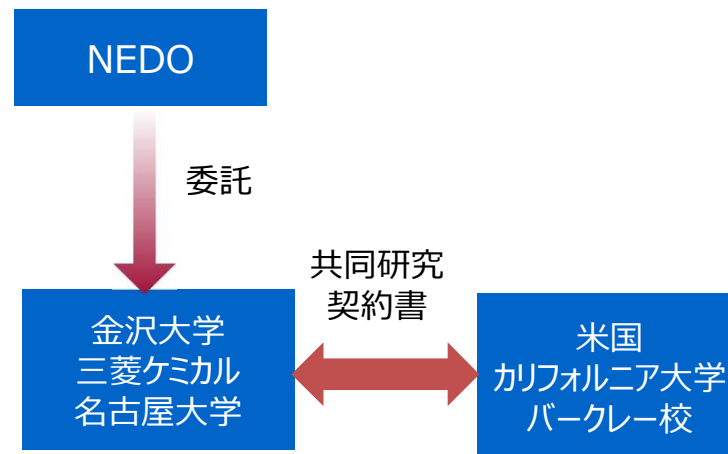 NEDO
委託
共同研究
契約書
金沢大学
三菱ケミカル
名古屋大学
米国
カリフォルニア大学
バークレー校